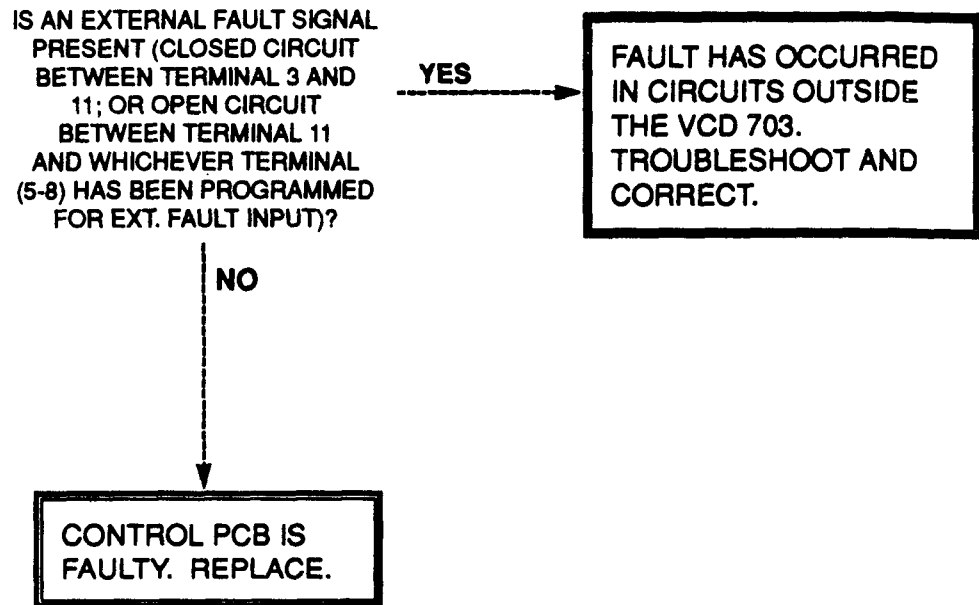 IS AN EXTERNAL FAULT SIGNAL
PRESENT (CLOSED CIRCUIT
BETWEEN TERMINAL 3 AND
11; OR OPEN CIRCUIT
BETWEEN TERMINAL 11
AND WHICHEVER TERMINAL
(5-8) HAS BEEN PROGRAMMED
FOR EXT. FAULT INPUT)?
YES
FAULT HAS OCCURRED
IN CIRCUITS OUTSIDE
THE VCD 703.
TROUBLESHOOT AND
CORRECT.
NO
CONTROL PCB IS
FAULTY. REPLACE.